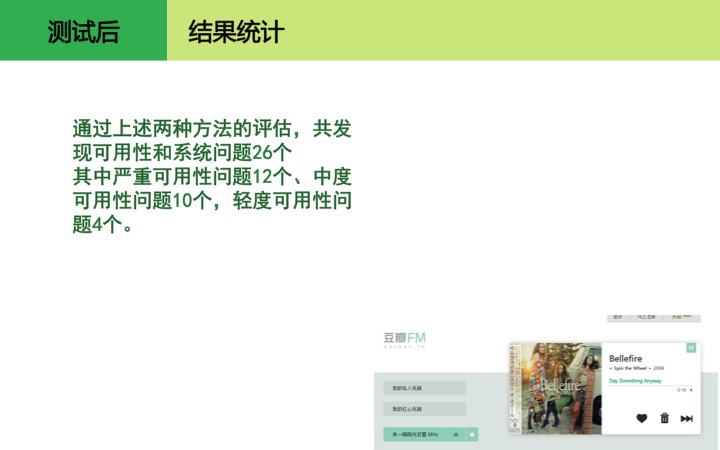 测试后
结果统计
通过上述两种方法的评估，共发
现可用性和系统问题26个
其中严重可用性问题12个、中度
可用性问题10个，轻度可用性问
题4个。
豆瓣FM
DOUBAN.FM
Bellefire
Bellefire
< Spin the Wheel > 2004
Say Something Anyway
我的私人兆赫
我的红心兆赫